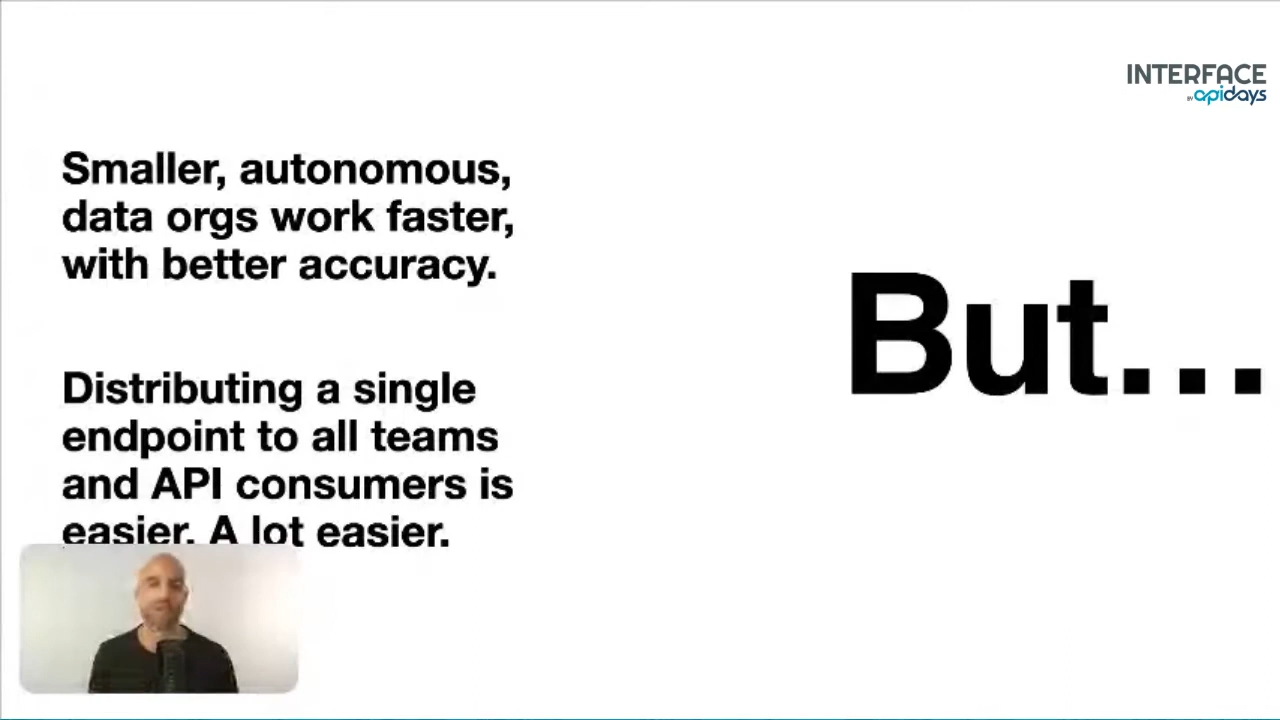 INTERFACE
BY apidays
Smaller, autonomous,
data orgs work faster,
with better accuracy.
Distributing a single
endpoint to all teams
and API consumers is
easier. A lot easier.
But...